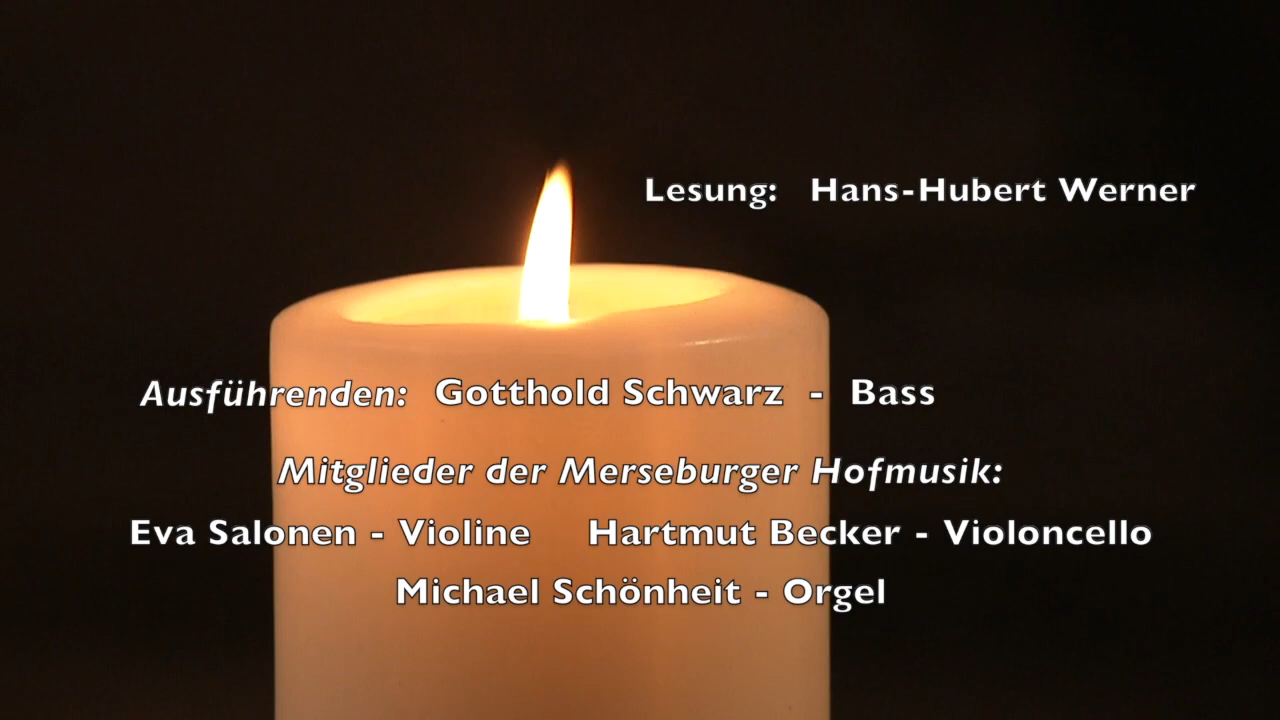 Lesung: Hans-Hubert Werner
Ausführenden: Gotthold Schwarz - Bass
Mitglieder der Merseburger Hofmusik:
Eva Salonen - Violine Hartmut Becker - Violoncello
Michael Schönheit - Orgel